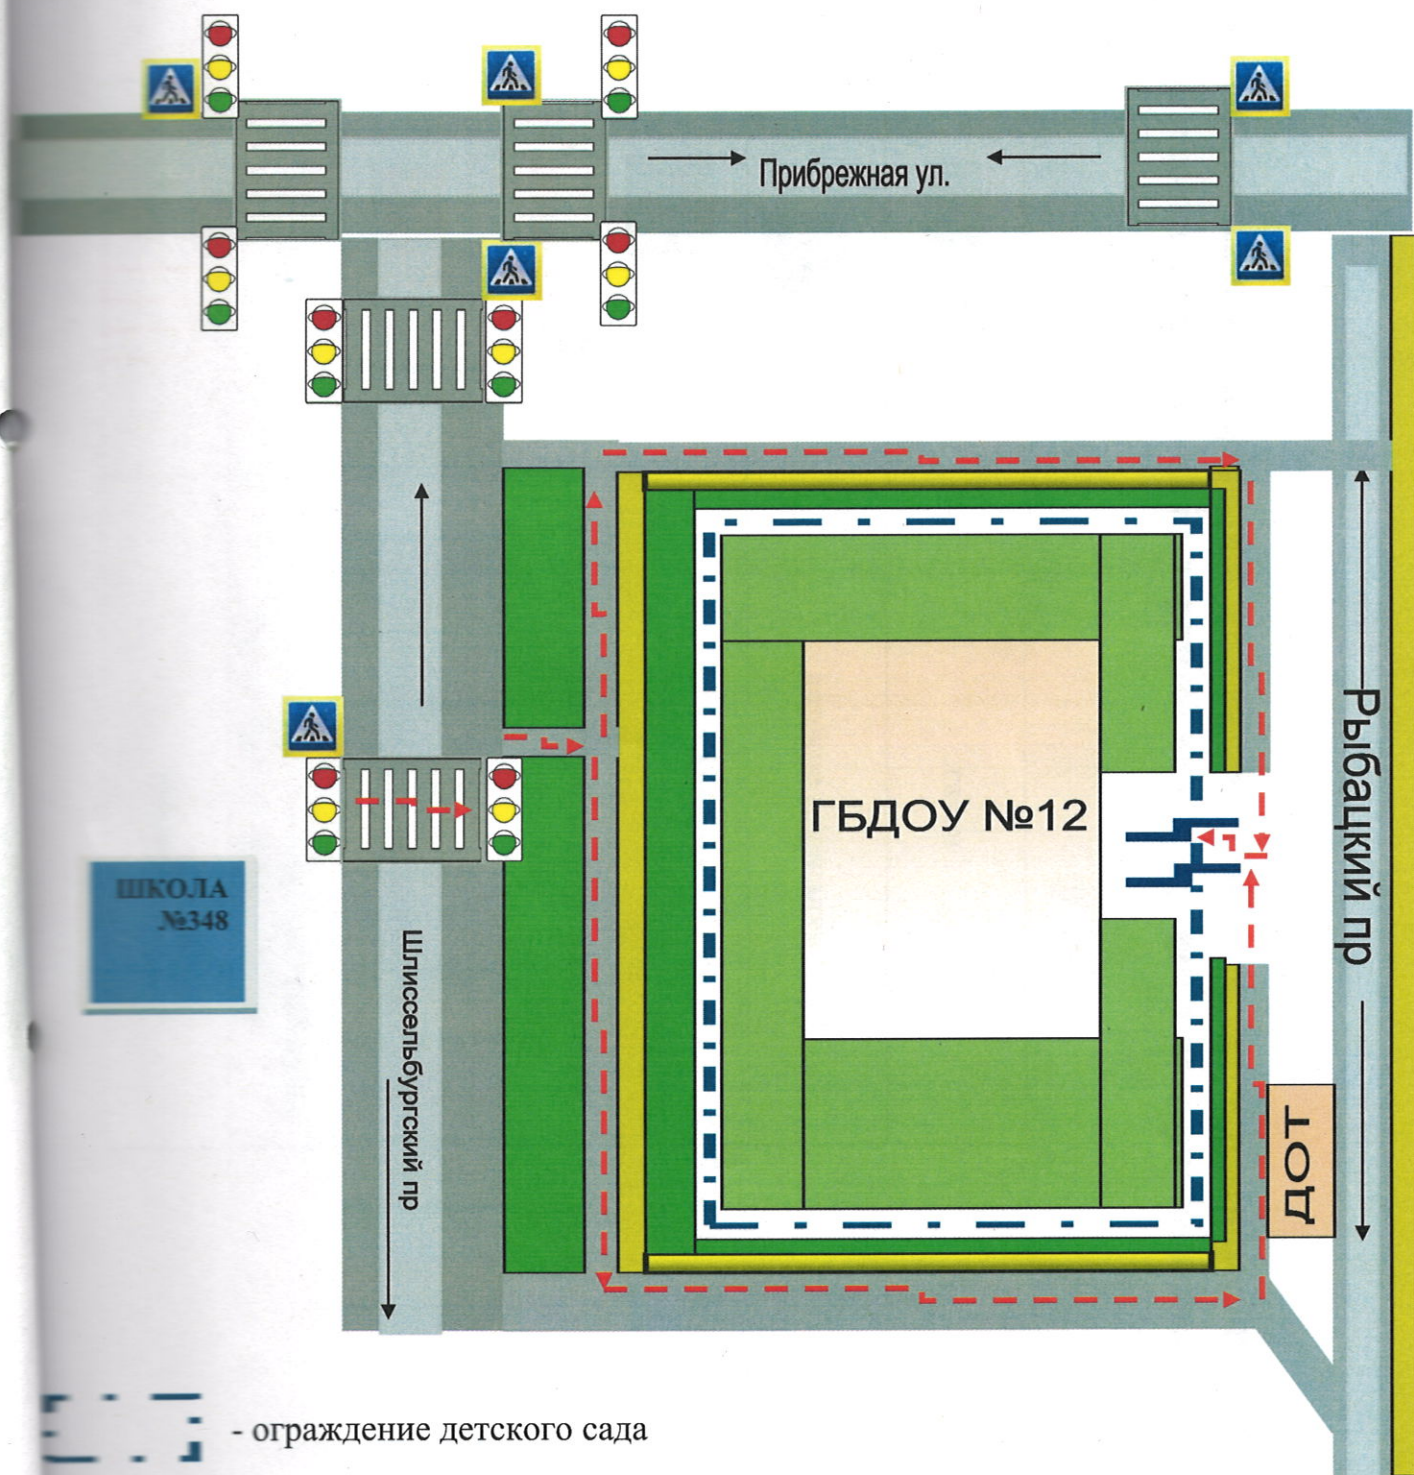 Прибрежная ул.
ГБДОУ №12
Рыбацкий пр
ШКОЛА
№348
Шлиссельбургский пр
ДОТ
- ограждение детского сада